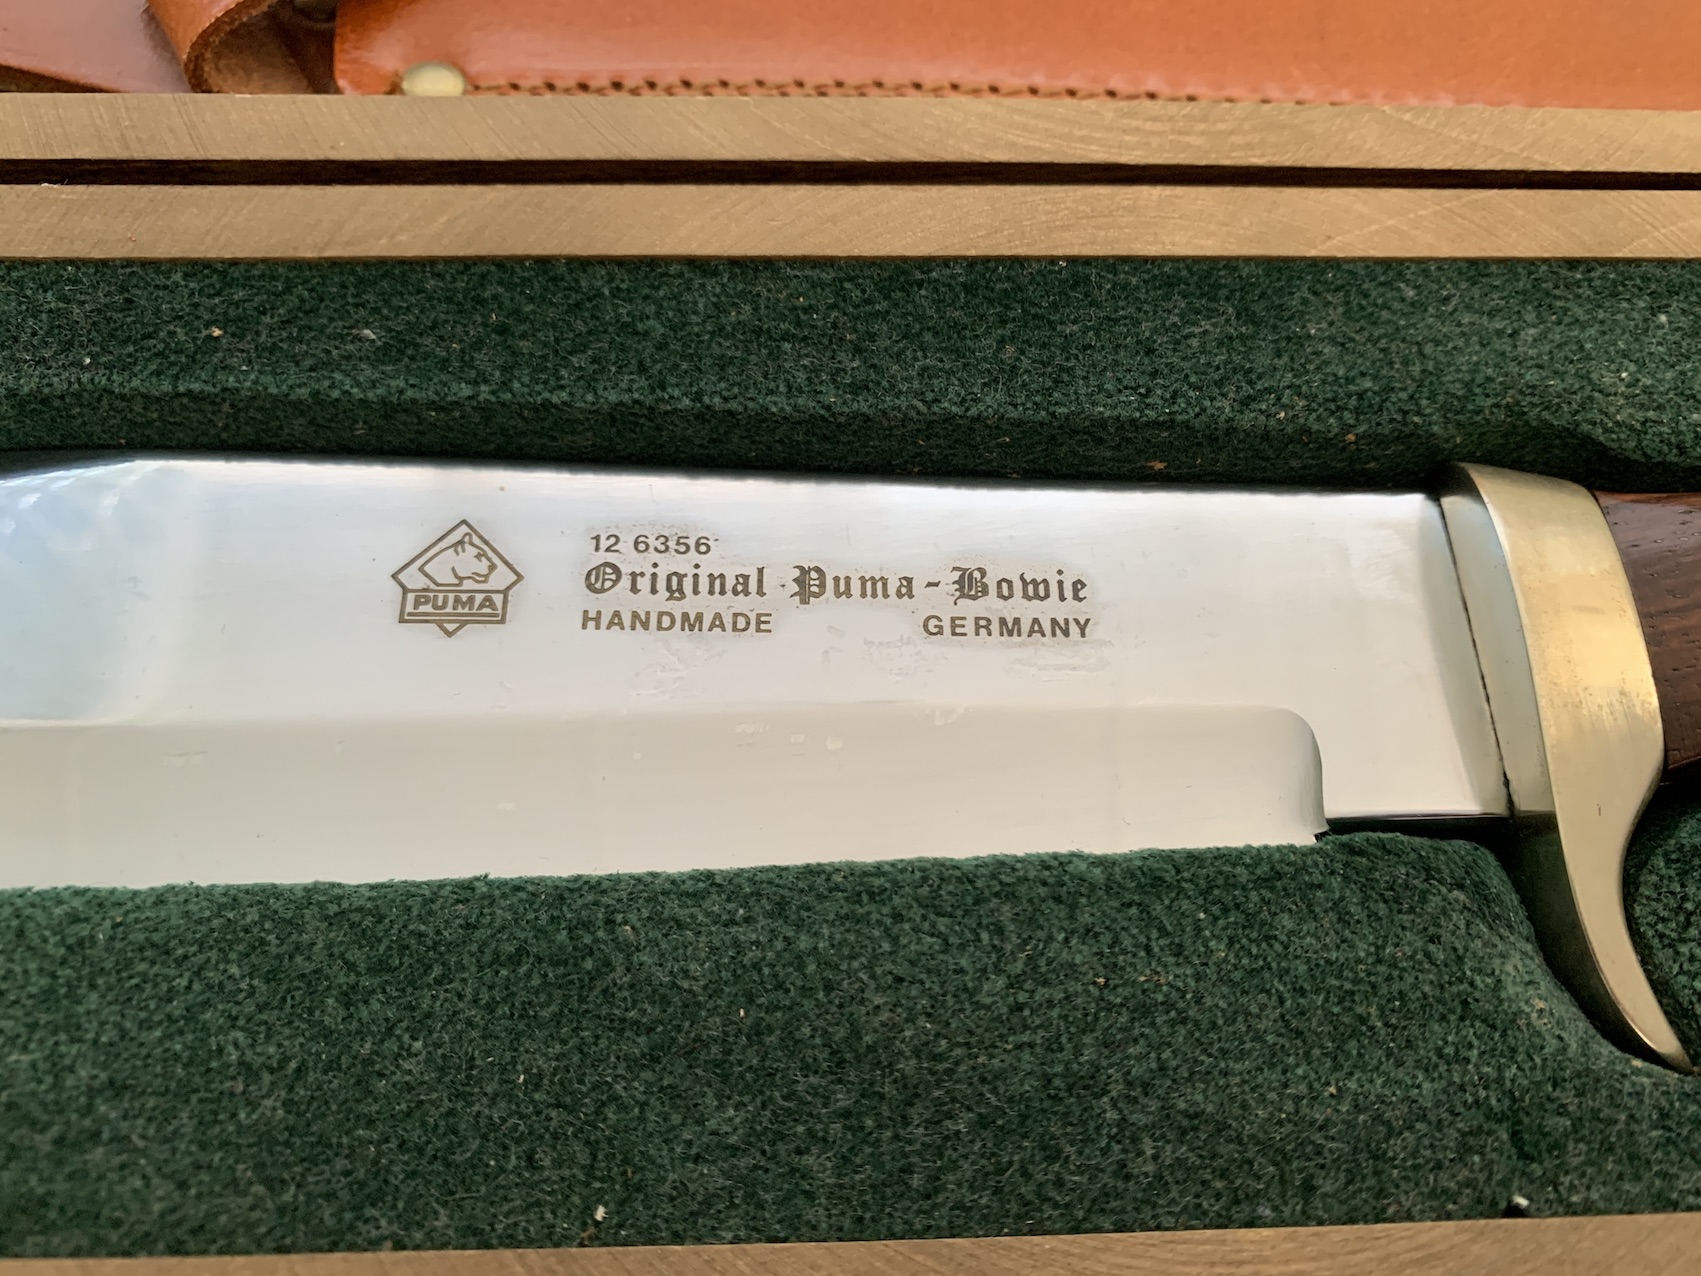 PUMA
12 6356
Original Puma-Bowie
HANDMADE GERMANY